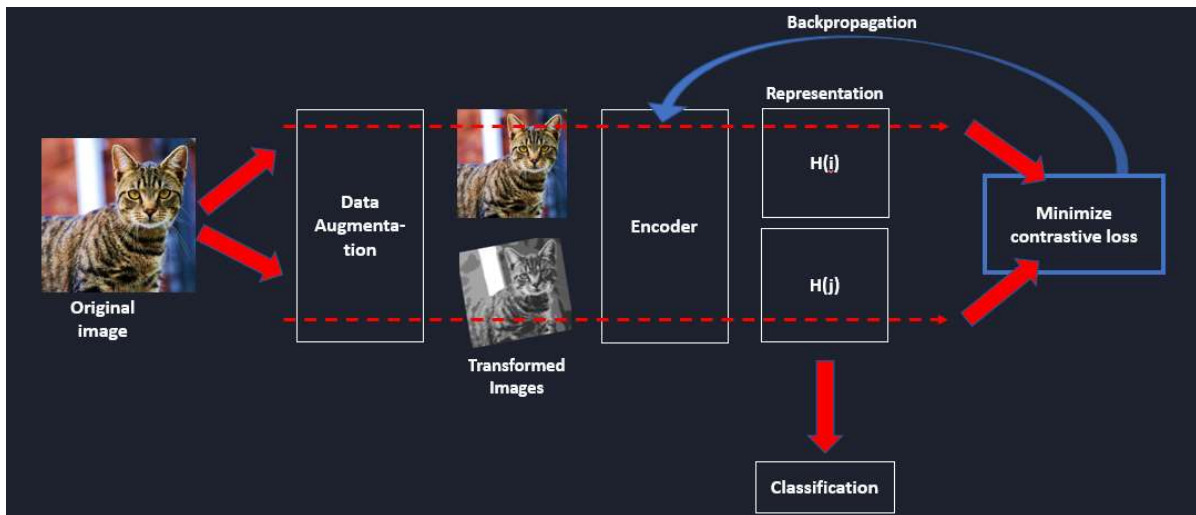 Backpropagation
Representation
Original
image
Data
Augmenta-
tion
Transformed
Images
Encoder
H(i)
H(j)
Minimize
contrastive loss
Classification